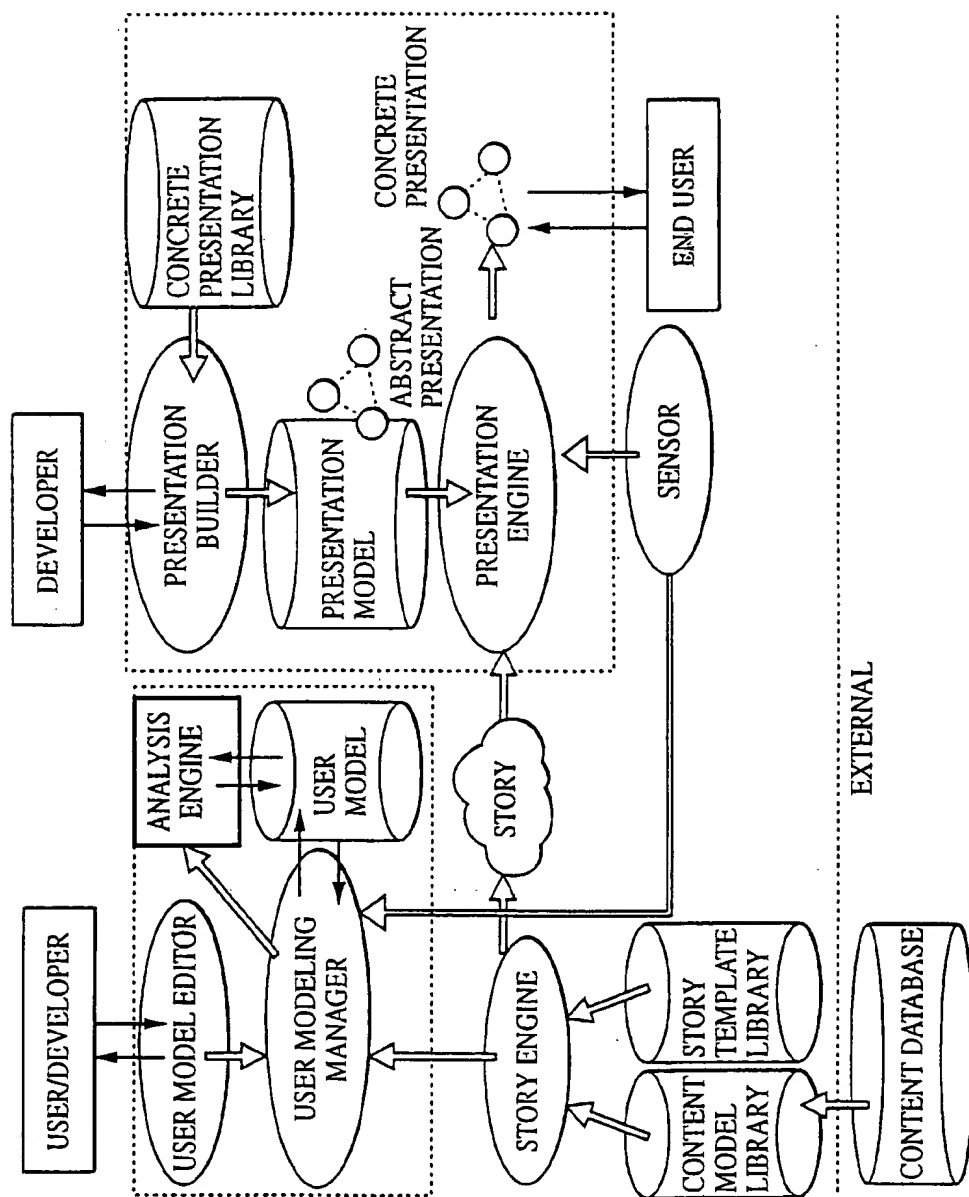 USER/DEVELOPER
DEVELOPER
USER MODEL EDITOR
ANALYSIS
ENGINE
USER MODELING
MANAGER
USER
MODEL
PRESENTATION
BUILDER
CONCRETE
PRESENTATION
LIBRARY
PRESENTATION
MODEL
ABSTRACT
PRESENTATION
CONCRETE
PRESENTATION
STORY ENGINE
STORY
PRESENTATION
ENGINE
CONTENT
MODEL
LIBRARY
STORY
TEMPLATE
LIBRARY
SENSOR
END USER
EXTERNAL
CONTENT DATABASE